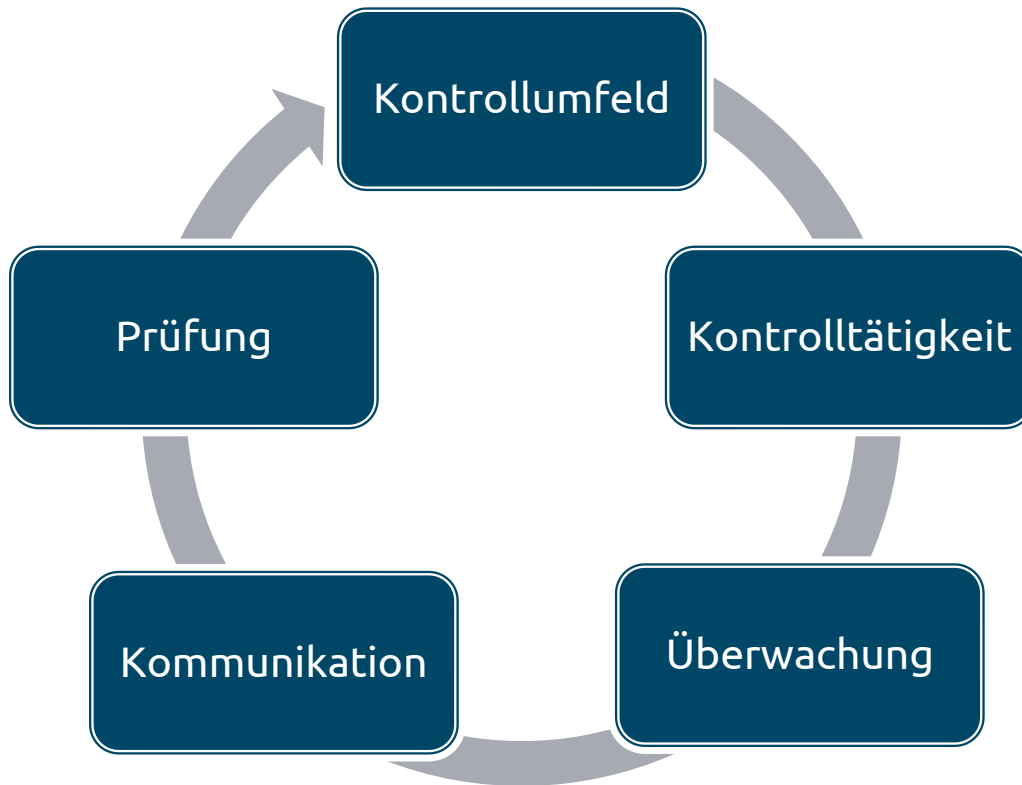 Kontrollumfeld
Kontrolltätigkeit
Überwachung
Kommunikation
Prüfung